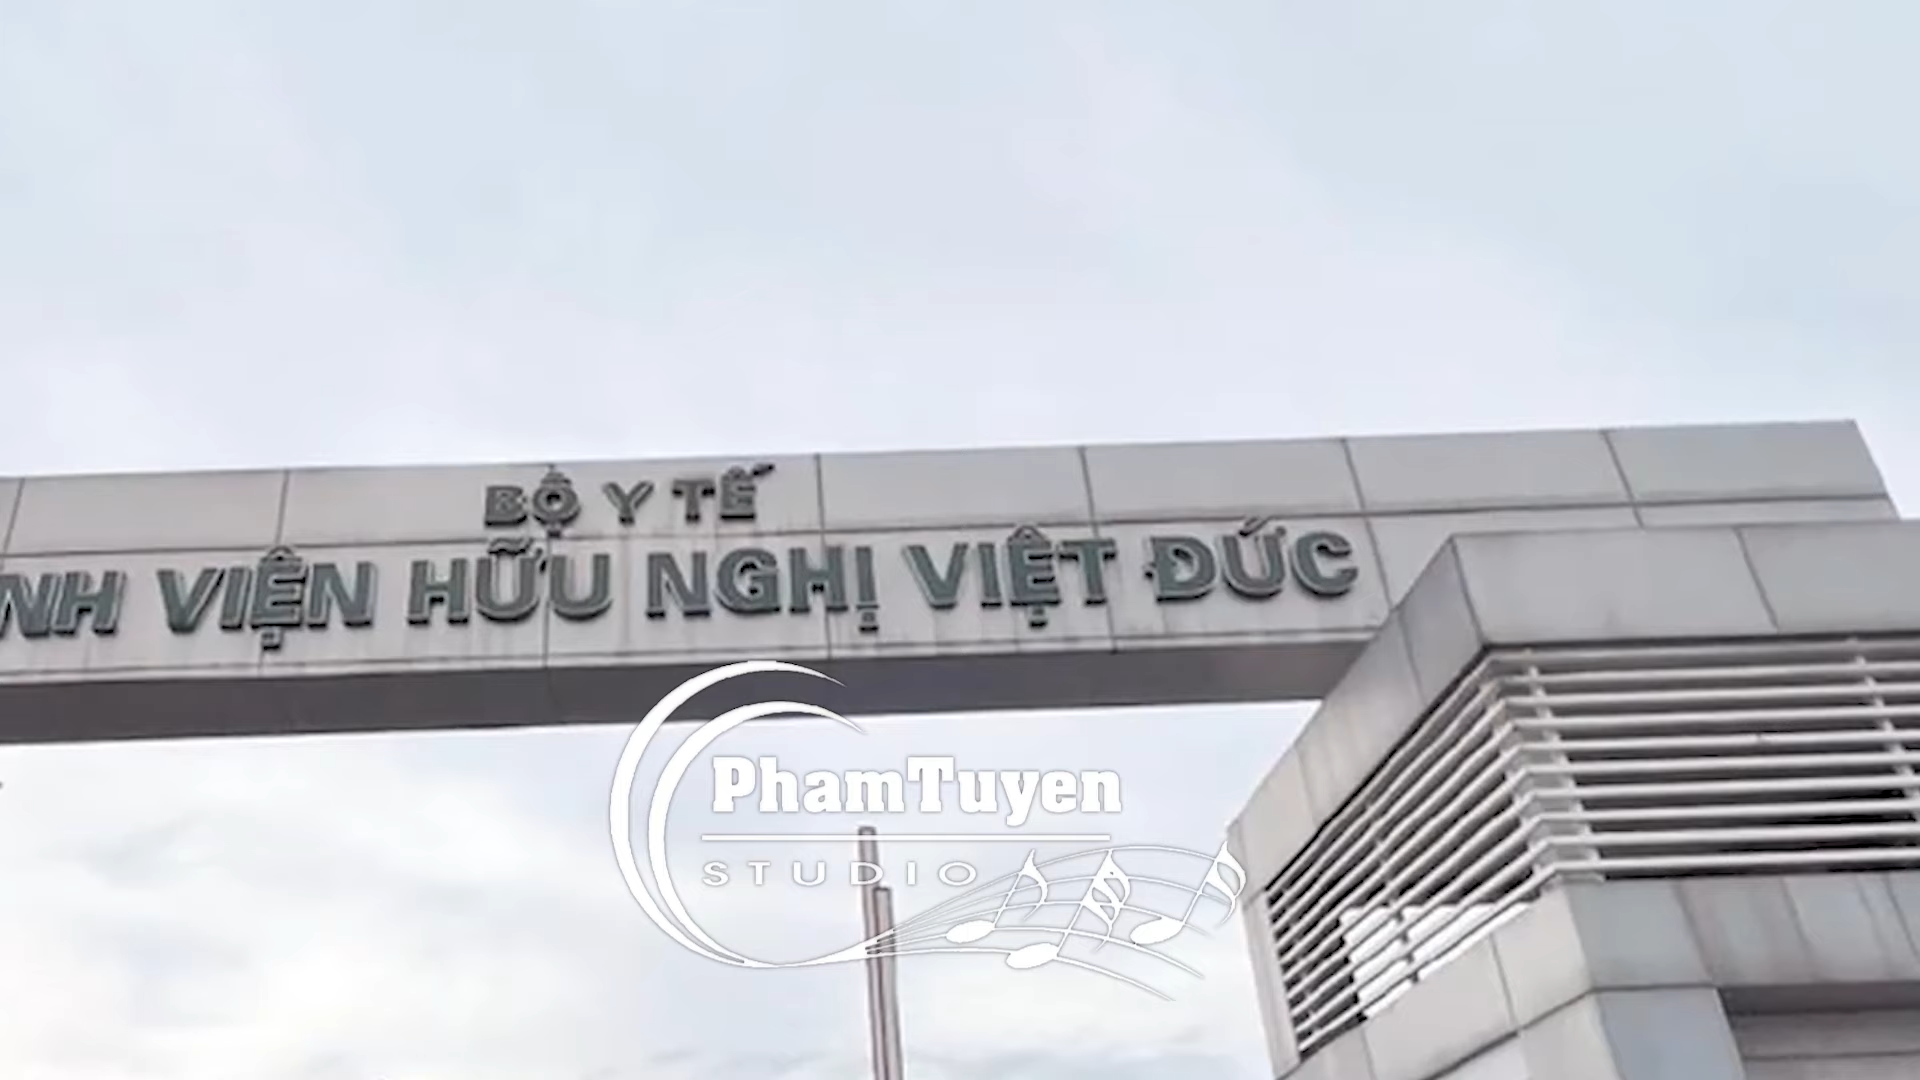 BỘ Y TẾ
NH VIỆN HỮU NGHỊ VIỆT ĐỨC
PhamTuyen
STUDIO